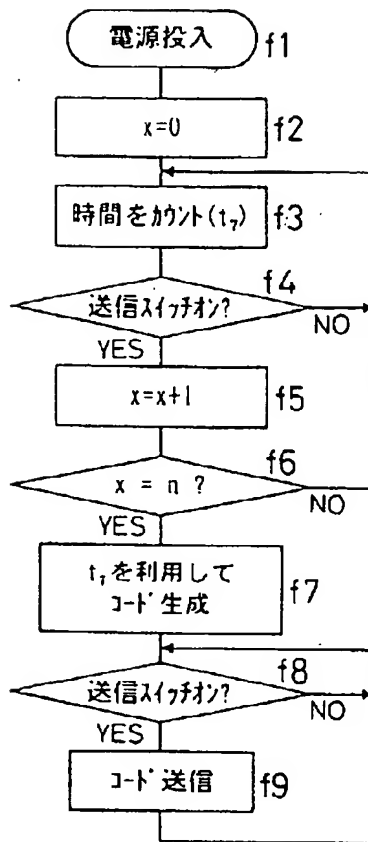 電源投入 f1
x=0 f2
時間をカウント(t₇) f3
f4
送信スイッチオン?
NO
YES
x=x+1 f5
f6
x = n ?
NO
YES
t₇を利用して
コード生成 f7
f8
送信スイッチオン?
NO
YES
コード送信 f9